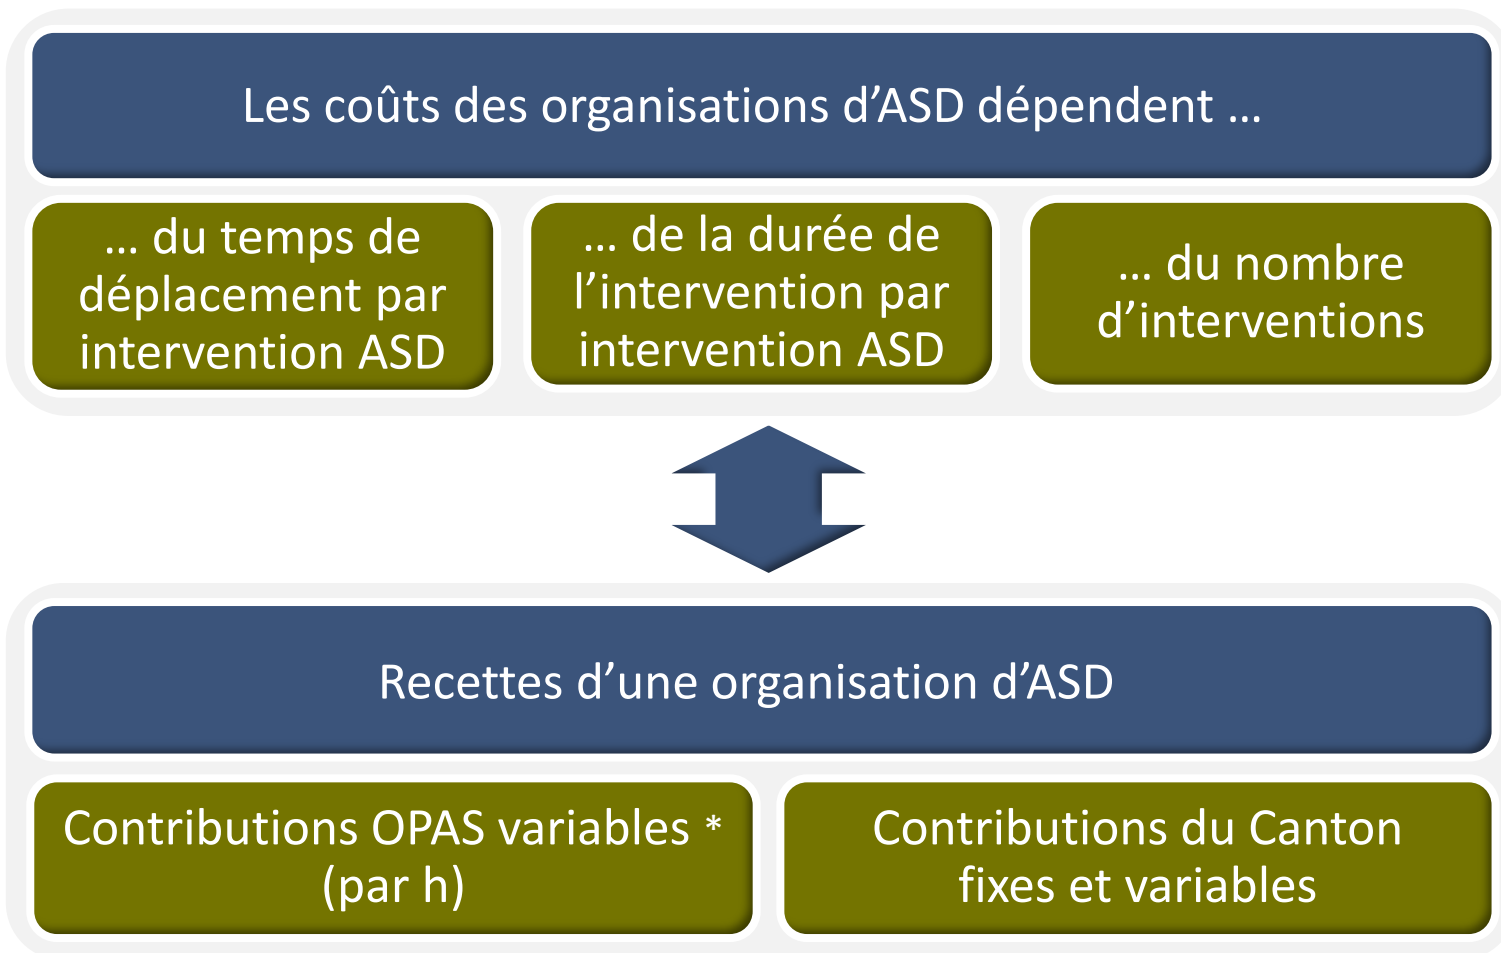 Les coûts des organisations d’ASD dépendent …
… du temps de
déplacement par
intervention ASD
… de la durée de
l’intervention par
intervention ASD
… du nombre
d’interventions
Recettes d’une organisation d’ASD
Contributions OPAS variables *
(par h)
Contributions du Canton
fixes et variables